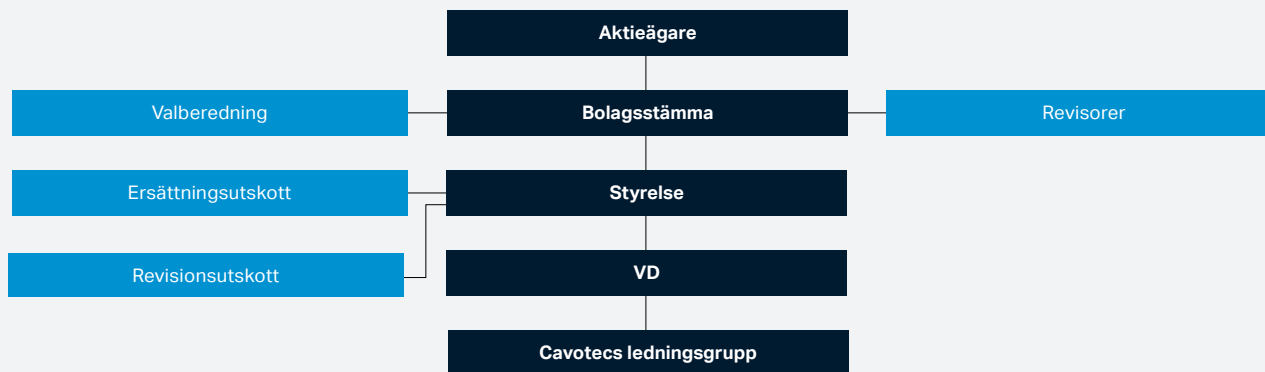 Aktieägare
Valberedning
Bolagsstämma
Revisorer
Ersättningsutskott
Styrelse
Revisionsutskott
VD
Cavotecs ledningsgrupp